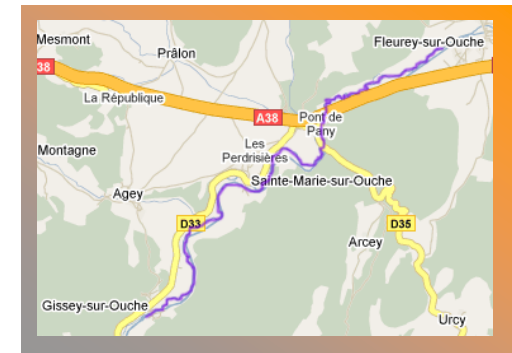 Mesmont
Fleurey-sur-Ouche
Prâlon
38
La République
A38
Pont de
Pany
Les
Perdrisières
Montagne
Sainte-Marie-sur-Ouche
Agey
D33
D35
Arcey
Gissey-sur-Ouche
Urcy